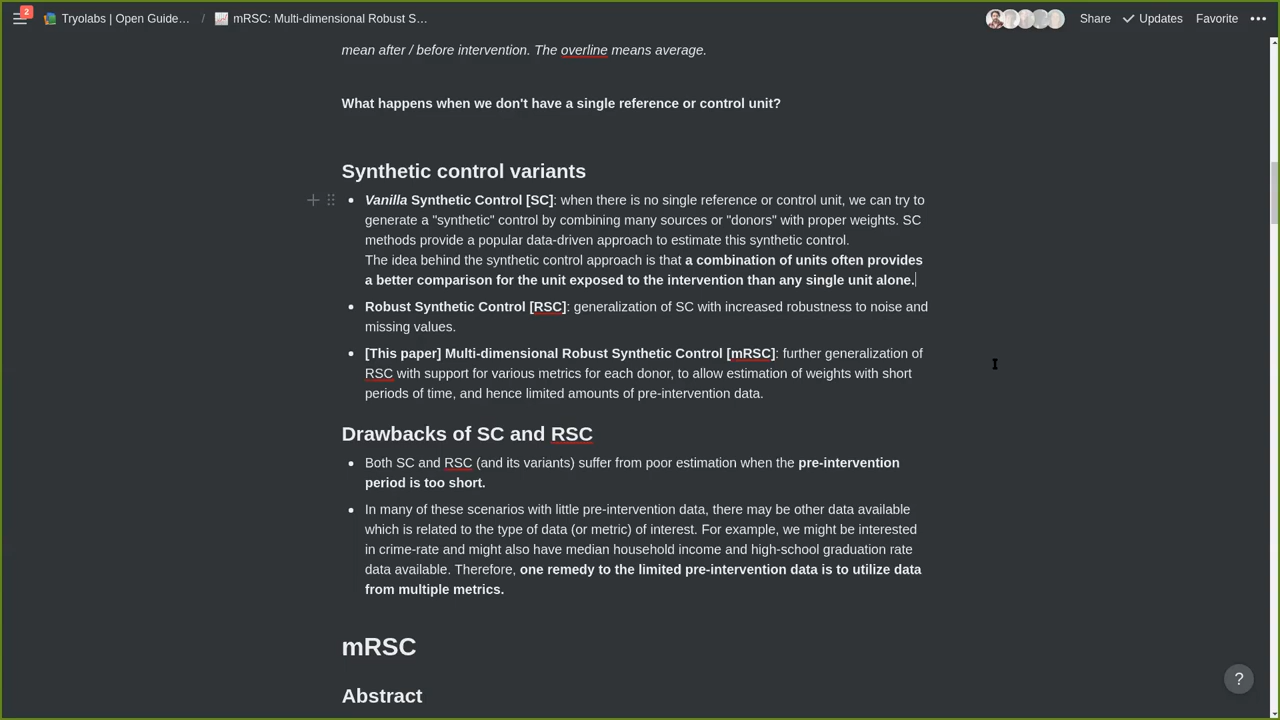 2
Tryolabs | Open Guide… / mRSC: Multi-dimensional Robust S… Share Updates Favorite
mean after / before intervention. The overline means average.
What happens when we don't have a single reference or control unit?
Synthetic control variants
• Vanilla Synthetic Control [SC]: when there is no single reference or control unit, we can try to
generate a "synthetic" control by combining many sources or "donors" with proper weights. SC
methods provide a popular data-driven approach to estimate this synthetic control.
The idea behind the synthetic control approach is that a combination of units often provides
a better comparison for the unit exposed to the intervention than any single unit alone.
• Robust Synthetic Control [RSC]: generalization of SC with increased robustness to noise and
missing values.
• [This paper] Multi-dimensional Robust Synthetic Control [mRSC]: further generalization of
RSC with support for various metrics for each donor, to allow estimation of weights with short
periods of time, and hence limited amounts of pre-intervention data.
Drawbacks of SC and RSC
• Both SC and RSC (and its variants) suffer from poor estimation when the pre-intervention
period is too short.
• In many of these scenarios with little pre-intervention data, there may be other data available
which is related to the type of data (or metric) of interest. For example, we might be interested
in crime-rate and might also have median household income and high-school graduation rate
data available. Therefore, one remedy to the limited pre-intervention data is to utilize data
from multiple metrics.
mRSC
Abstract
?